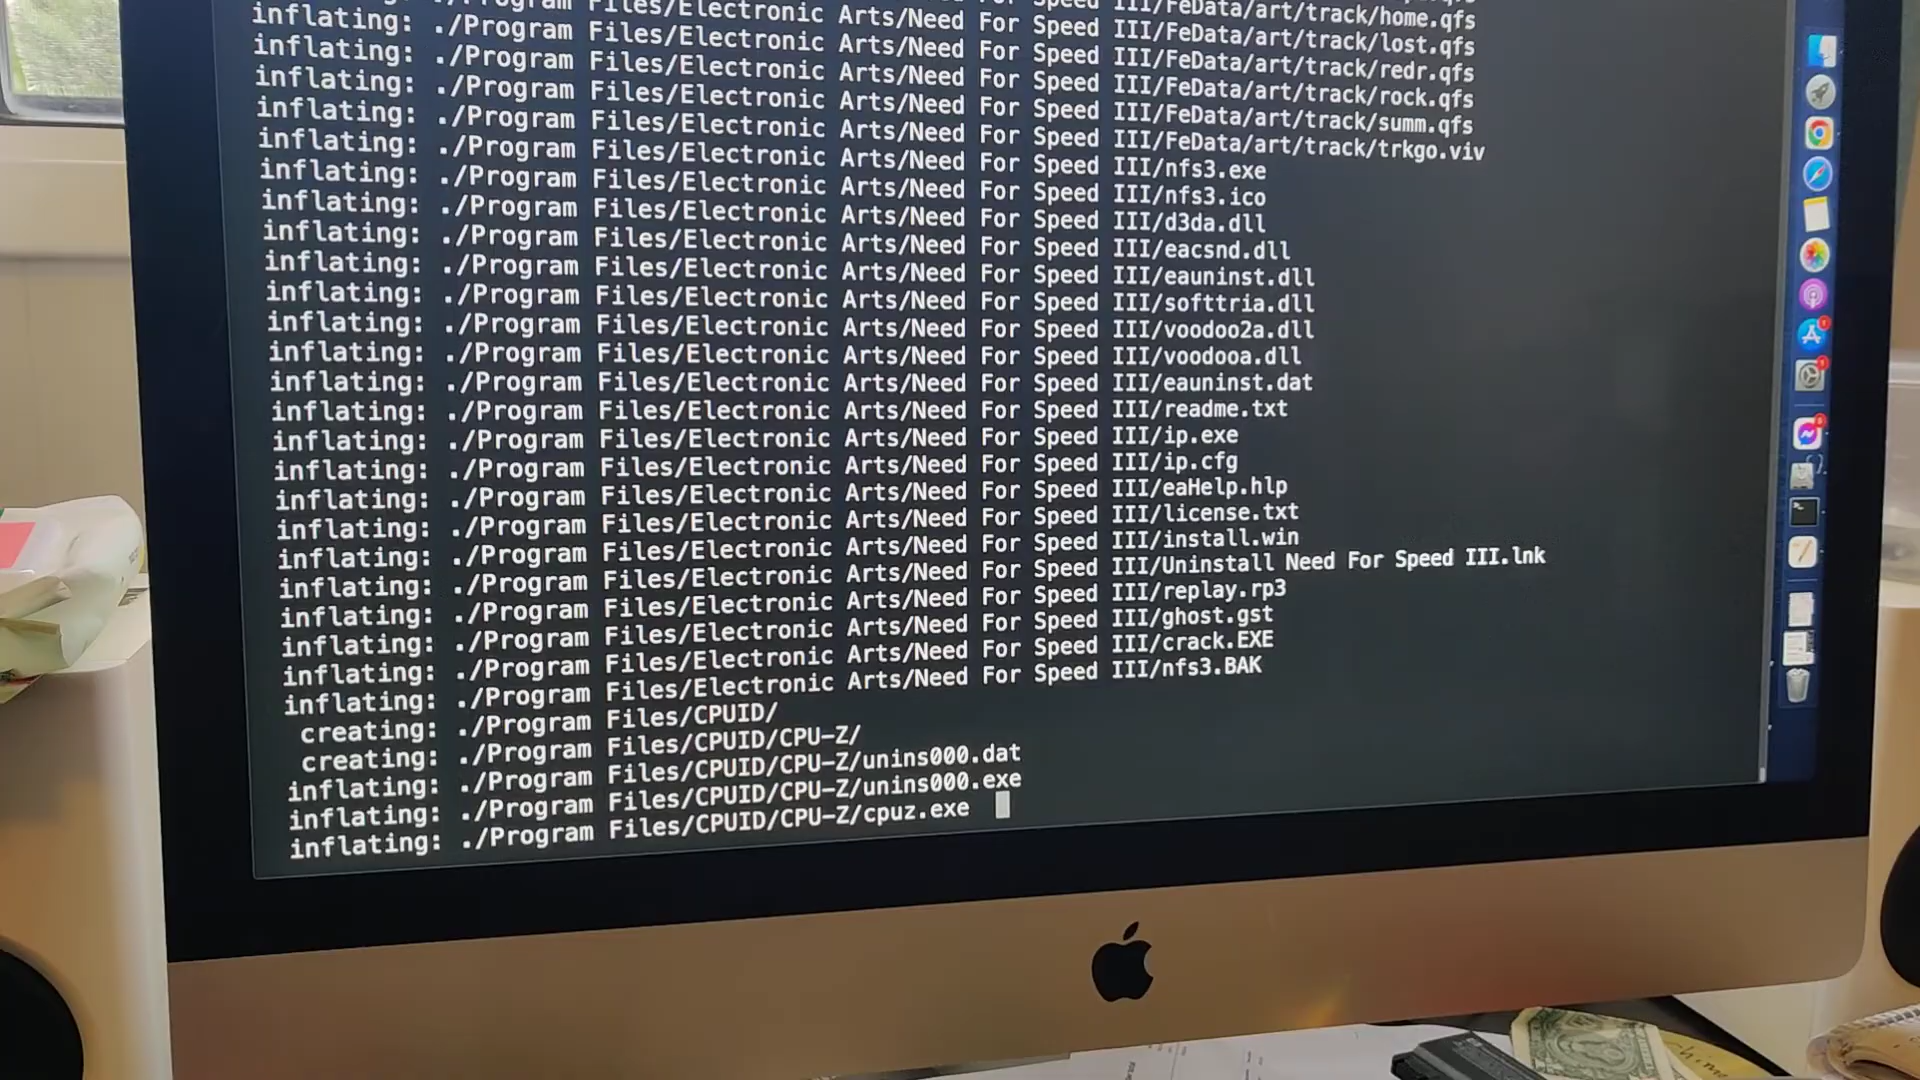 III/FeData/art/track/home.qfs
./Program Files/Electronic Arts/Need For Speed III/FeData/art/track/lost.qfs
inflating: ./Program Files/Electronic Arts/Need For Speed III/FeData/art/track/redr.qfs
inflating: ./Program Files/Electronic Arts/Need For Speed III/FeData/art/track/rock.qfs
inflating: ./Program Files/Electronic Arts/Need For Speed III/FeData/art/track/summ.qfs
inflating: ./Program Files/Electronic Arts/Need For Speed III/FeData/art/track/trkgo.viv
inflating: ./Program Files/Electronic Arts/Need For Speed III/nfs3.exe
inflating: ./Program Files/Electronic Arts/Need For Speed III/nfs3.ico
inflating: ./Program Files/Electronic Arts/Need For Speed III/d3da.dll
inflating: ./Program Files/Electronic Arts/Need For Speed III/eacsnd.dll
inflating: ./Program Files/Electronic Arts/Need For Speed III/eauninst.dll
inflating: ./Program Files/Electronic Arts/Need For Speed III/softtria.dll
inflating: ./Program Files/Electronic Arts/Need For Speed III/voodoo2a.dll
inflating: ./Program Files/Electronic Arts/Need For Speed III/voodooa.dll
inflating: ./Program Files/Electronic Arts/Need For Speed III/eauninst.dat
inflating: ./Program Files/Electronic Arts/Need For Speed III/readme.txt
inflating: ./Program Files/Electronic Arts/Need For Speed III/ip.exe
inflating: ./Program Files/Electronic Arts/Need For Speed III/ip.cfg
inflating: ./Program Files/Electronic Arts/Need For Speed III/eaHelp.hlp
inflating: ./Program Files/Electronic Arts/Need For Speed III/license.txt
inflating: ./Program Files/Electronic Arts/Need For Speed III/install.win
inflating: ./Program Files/Electronic Arts/Need For Speed III/Uninstall Need For Speed III.lnk
inflating: ./Program Files/Electronic Arts/Need For Speed III/replay.rp3
inflating: ./Program Files/Electronic Arts/Need For Speed III/ghost.gst
inflating: ./Program Files/Electronic Arts/Need For Speed III/crack.EXE
inflating: ./Program Files/Electronic Arts/Need For Speed III/nfs3.BAK
creating: ./Program Files/CPUID/
creating: ./Program Files/CPUID/CPU-Z/
inflating: ./Program Files/CPUID/CPU-Z/unins000.dat
inflating: ./Program Files/CPUID/CPU-Z/unins000.exe
inflating: ./Program Files/CPUID/CPU-Z/cpuz.exe